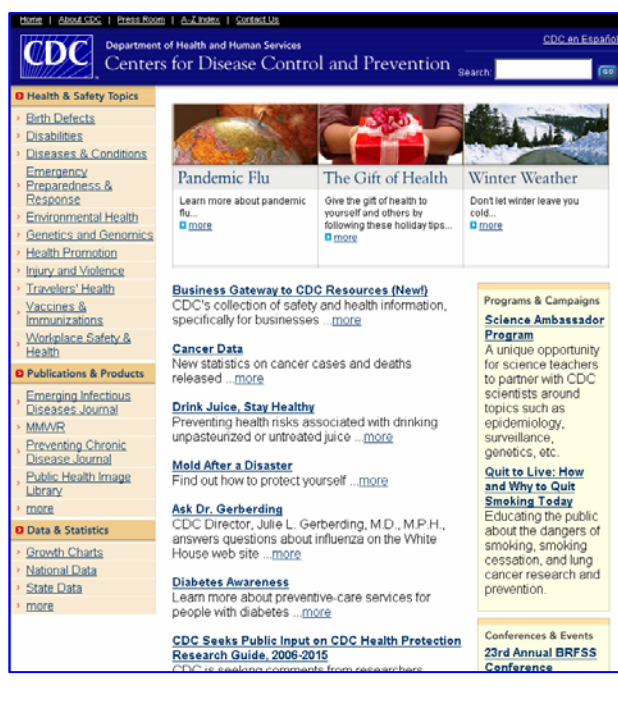 Home | About CDC | Press Room | A-Z Index | Contact Us
CDC en Español
CDC
Department of Health and Human Services
Centers for Disease Control and Prevention
Search:
GO
Health & Safety Topics
Birth Defects
Disabilities
Diseases & Conditions
Emergency
Preparedness &
Response
Environmental Health
Genetics and Genomics
Health Promotion
Injury and Violence
Travelers' Health
Vaccines &
Immunizations
Workplace Safety &
Health
Publications & Products
Emerging Infectious
Diseases Journal
MMWR
Preventing Chronic
Disease Journal
Public Health Image
Library
more
Data & Statistics
Growth Charts
National Data
State Data
more
Pandemic Flu
Learn more about pandemic
flu...
more
The Gift of Health
Give the gift of health to
yourself and others by
following these holiday tips...
more
Winter Weather
Don't let winter leave you
cold...
more
Business Gateway to CDC Resources (New!)
CDC's collection of safety and health information,
specifically for businesses ...more
Cancer Data
New statistics on cancer cases and deaths
released ...more
Drink Juice, Stay Healthy
Preventing health risks associated with drinking
unpasteurized or untreated juice ...more
Mold After a Disaster
Find out how to protect yourself ...more
Ask Dr. Gerberding
CDC Director, Julie L. Gerberding, M.D., M.P.H.,
answers questions about influenza on the White
House web site ...more
Diabetes Awareness
Learn more about preventive-care services for
people with diabetes ...more
CDC Seeks Public Input on CDC Health Protection
Research Guide, 2006-2015
CDC is seeking comments from researchers
Programs & Campaigns
Science Ambassador
Program
A unique opportunity
for science teachers
to partner with CDC
scientists around
topics such as
epidemiology,
surveillance,
genetics, etc.
Quit to Live: How
and Why to Quit
Smoking Today
Educating the public
about the dangers of
smoking, smoking
cessation, and lung
cancer research and
prevention.
Conferences & Events
23rd Annual BRFSS
Conference